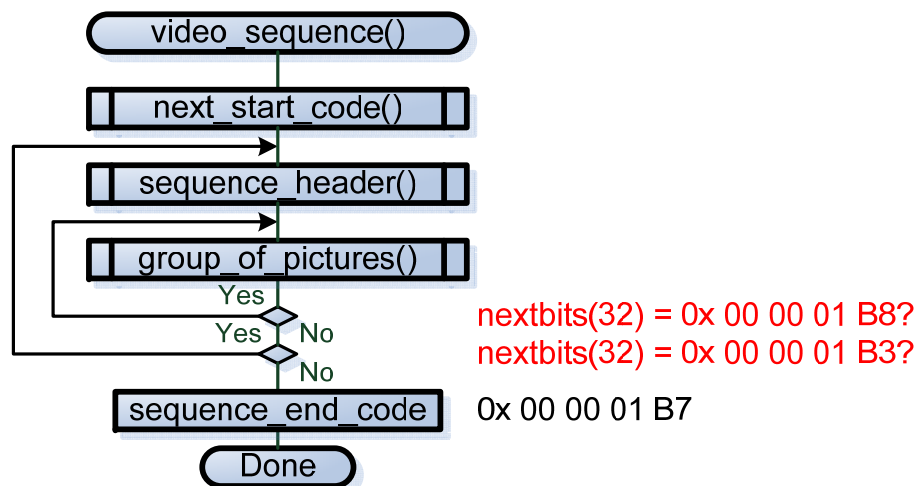 video_sequence()
next_start_code()
sequence_header()
group_of_pictures()
Yes
nextbits(32) = 0x 00 00 01 B8?
Yes No
nextbits(32) = 0x 00 00 01 B3?
No
sequence_end_code 0x 00 00 01 B7
Done